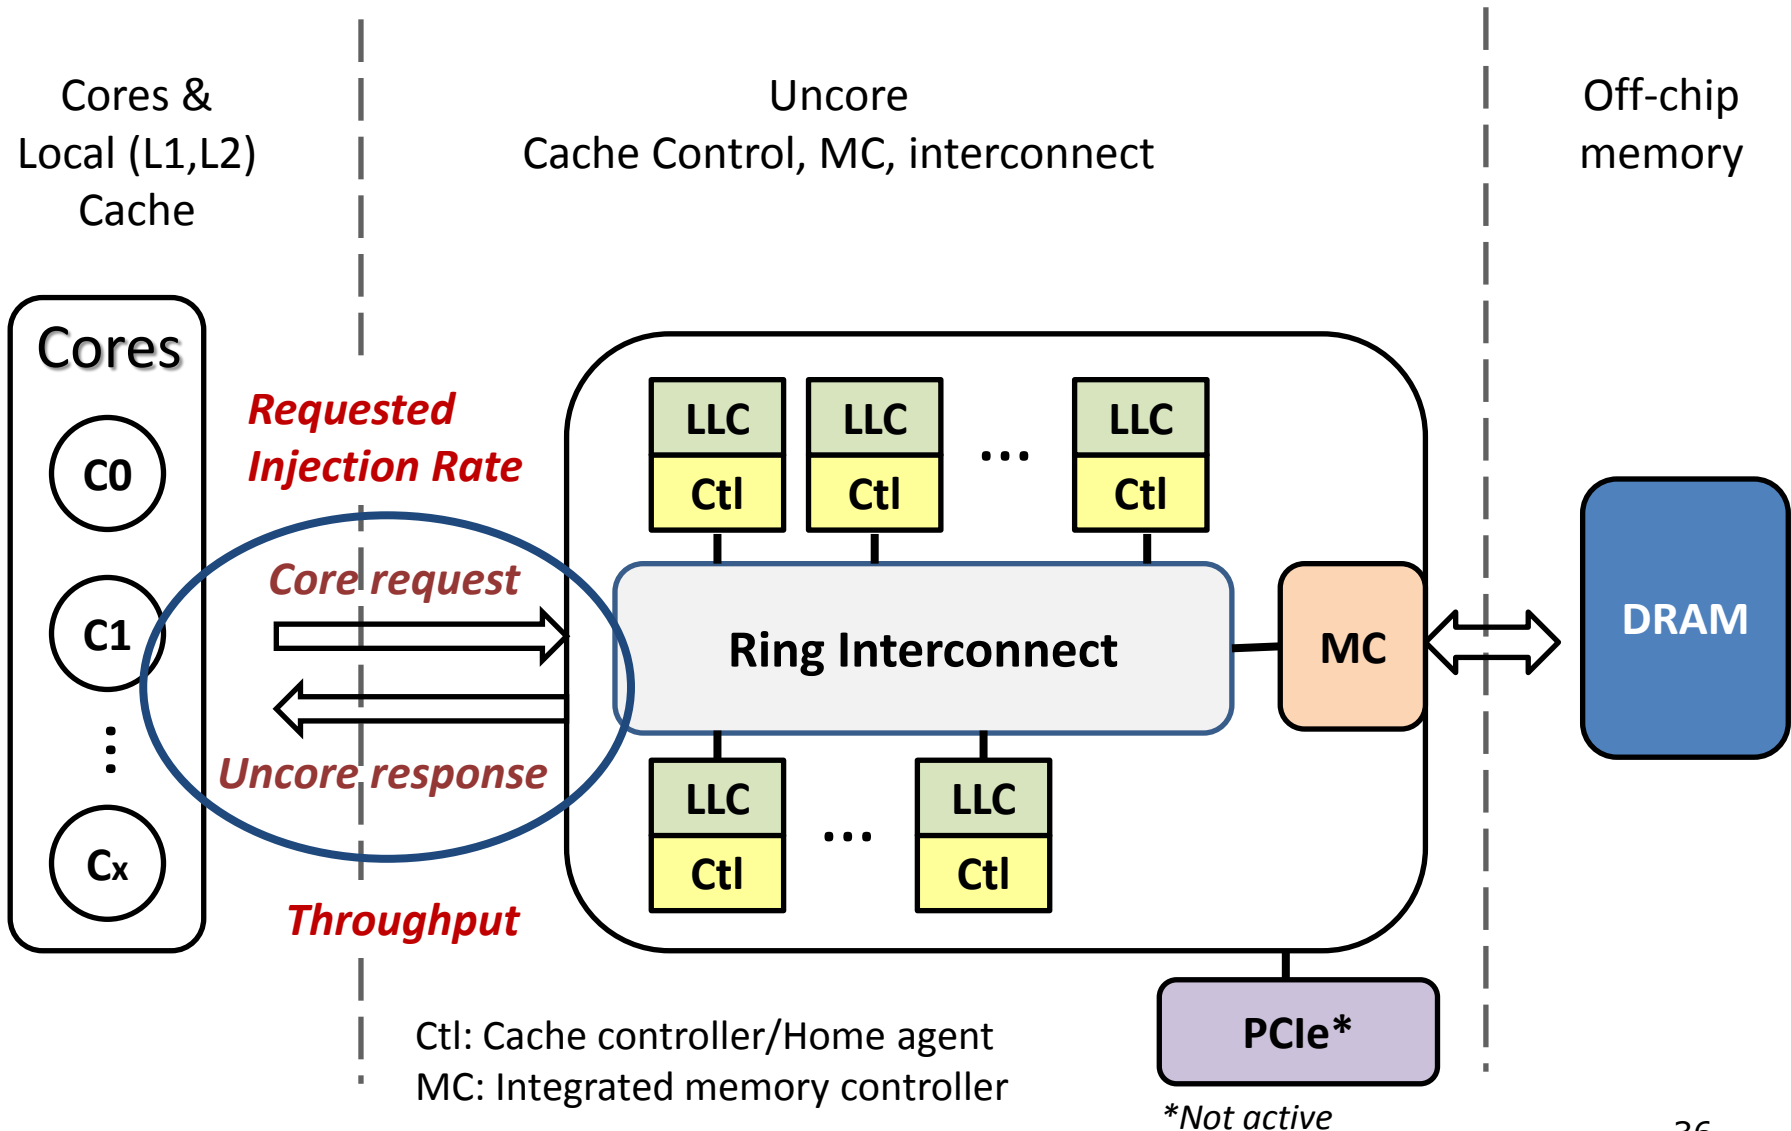 Cores &
Local (L1,L2)
Cache
Uncore
Cache Control, MC, interconnect
Off-chip
memory
Cores
C0
C1
...
Cx
Requested
Injection Rate
Core request
Uncore response
Throughput
LLC
Ctl
LLC
Ctl
...
LLC
Ctl
Ring Interconnect
MC
DRAM
LLC
Ctl
...
LLC
Ctl
PCIe*
*Not active
Ctl: Cache controller/Home agent
MC: Integrated memory controller